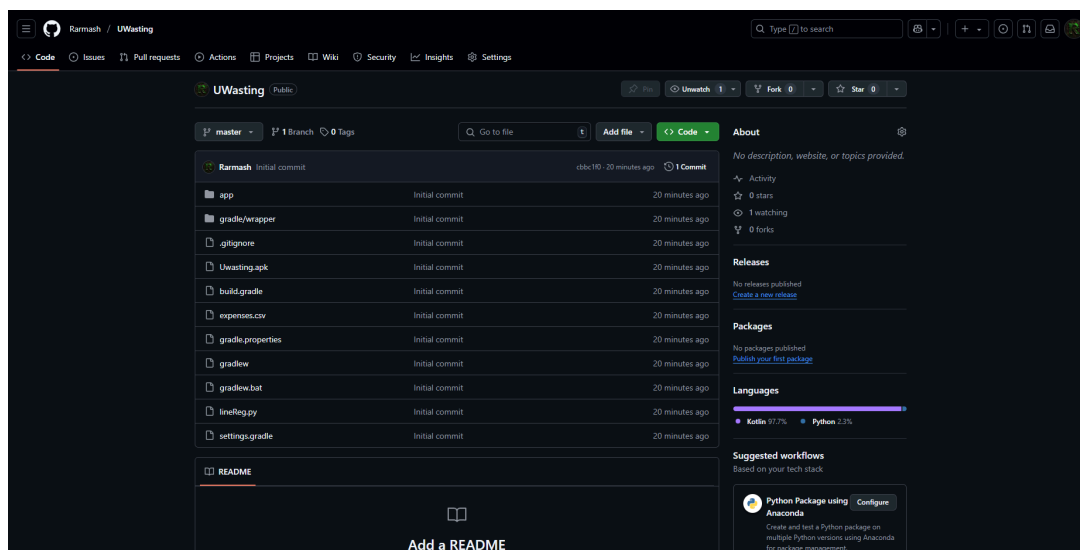 Rarmash / UWasting
Type / to search
Code Issues Pull requests Actions Projects Wiki Security Insights Settings
UWasting Public
Pin Unwatch 1 Fork 0 Star 0
master 1 Branch 0 Tags
Go to file t Add file Code
Rarmash Initial commit cbbc1f0 · 20 minutes ago 1 Commit
app Initial commit 20 minutes ago
gradle/wrapper Initial commit 20 minutes ago
.gitignore Initial commit 20 minutes ago
Uwasting.apk Initial commit 20 minutes ago
build.gradle Initial commit 20 minutes ago
expenses.csv Initial commit 20 minutes ago
gradle.properties Initial commit 20 minutes ago
gradlew Initial commit 20 minutes ago
gradlew.bat Initial commit 20 minutes ago
lineReg.py Initial commit 20 minutes ago
settings.gradle Initial commit 20 minutes ago
README
Add a README
About
No description, website, or topics provided.
Activity
0 stars
1 watching
0 forks
Releases
No releases published
Create a new release
Packages
No packages published
Publish your first package
Languages
Kotlin 97.7% Python 2.3%
Suggested workflows
Based on your tech stack
Python Package using Anaconda
Configure
Create and test a Python package on
multiple Python versions using Anaconda
for package management.